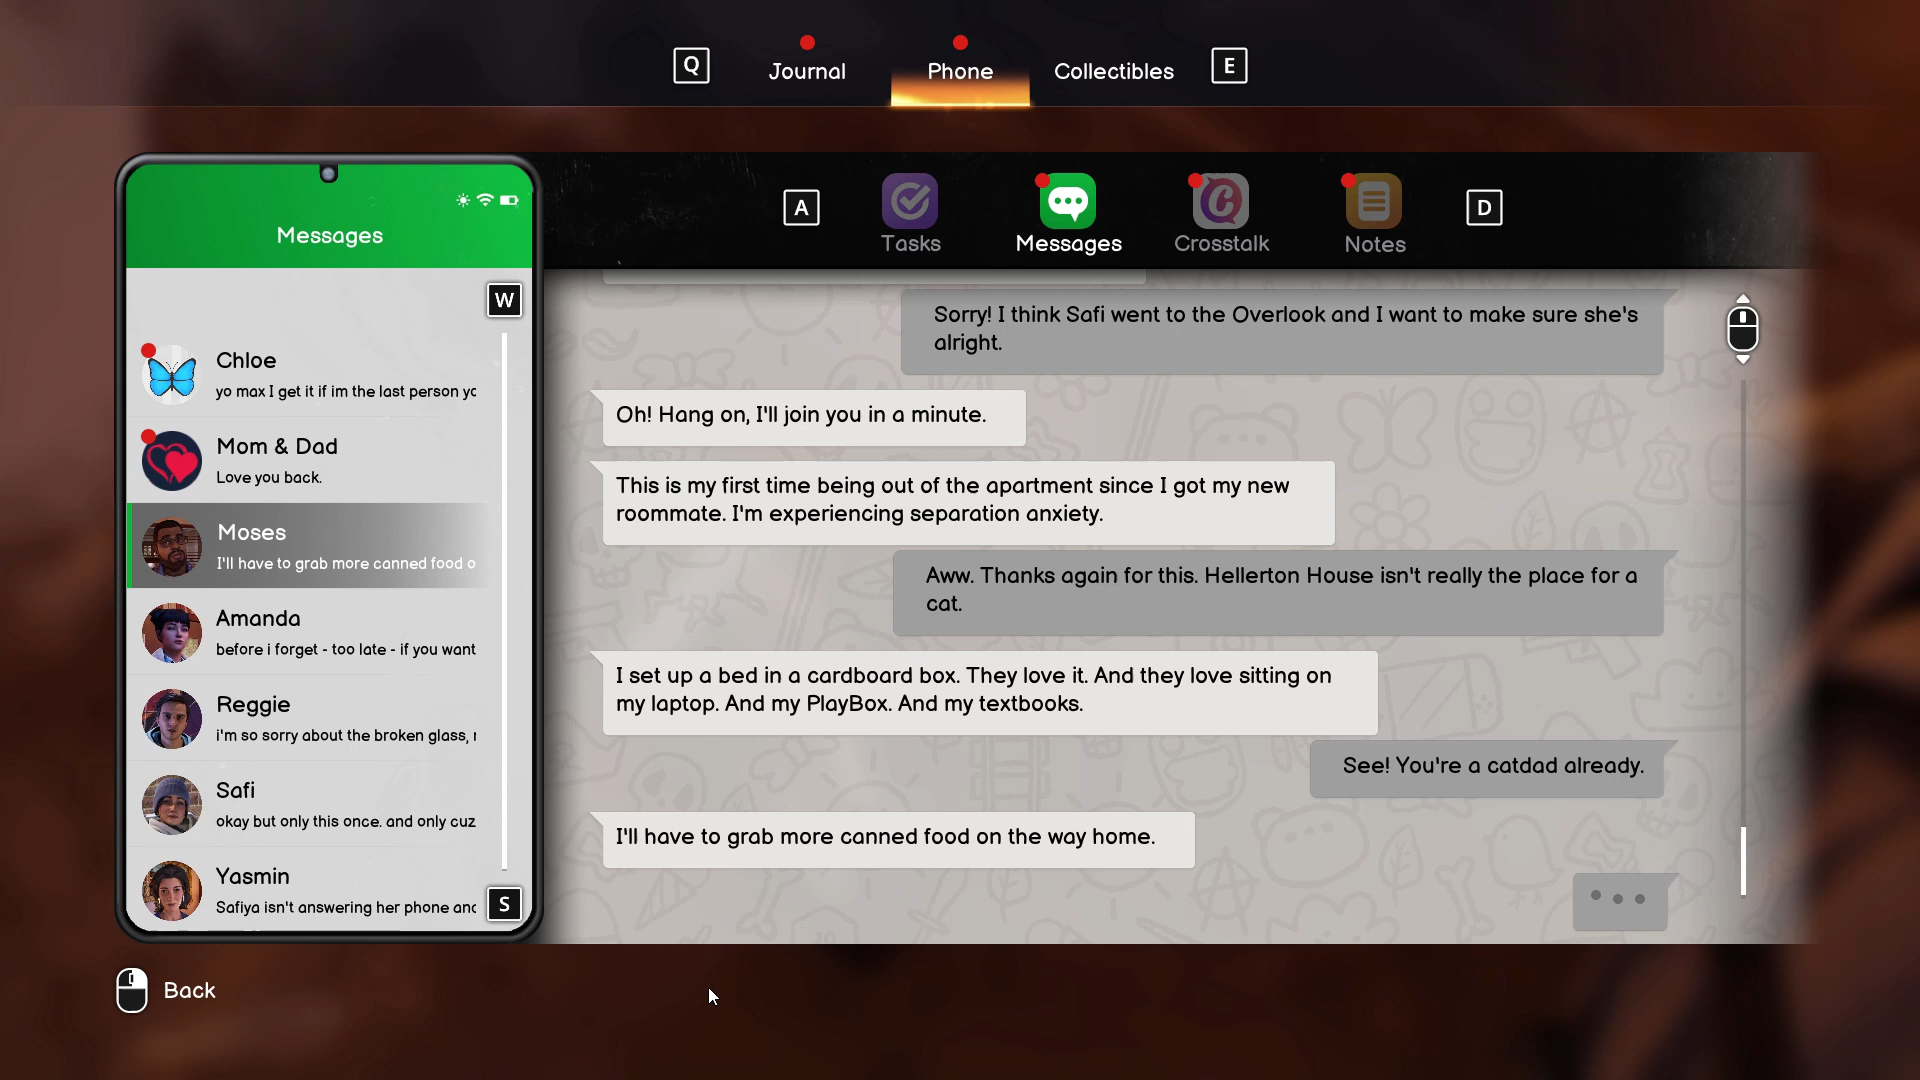 Q
Journal
Phone
Collectibles
E
Messages
A
Tasks
Messages
Crosstalk
Notes
D
W
Chloe
yo max I get it if im the last person yo
Mom & Dad
Love you back.
Moses
I'll have to grab more canned food o
Amanda
before i forget - too late - if you want
Reggie
i'm so sorry about the broken glass,
Safi
okay but only this once. and only cuz
Yasmin
Safiya isn't answering her phone and
S
Sorry! I think Safi went to the Overlook and I want to make sure she's
alright.
Oh! Hang on, I'll join you in a minute.
This is my first time being out of the apartment since I got my new
roommate. I'm experiencing separation anxiety.
Aww. Thanks again for this. Hellerton House isn't really the place for a
cat.
I set up a bed in a cardboard box. They love it. And they love sitting on
my laptop. And my PlayBox. And my textbooks.
See! You're a catdad already.
I'll have to grab more canned food on the way home.
Back